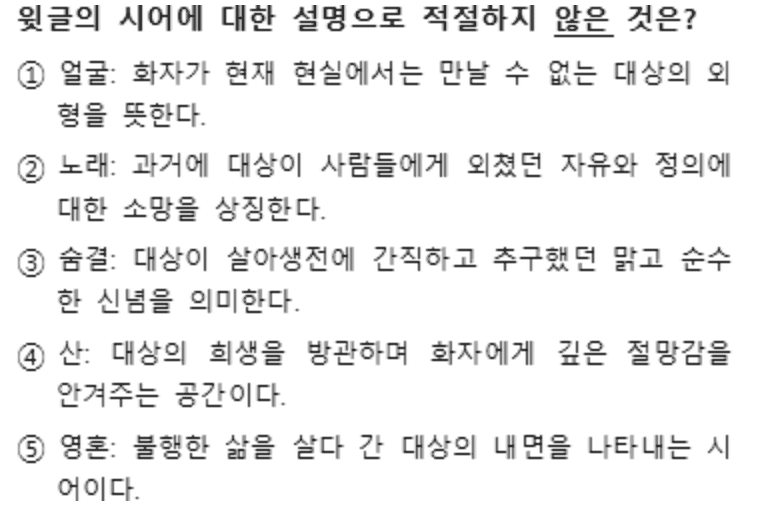 윗글의 시어에 대한 설명으로 적절하지 않은 것은?
① 얼굴: 화자가 현재 현실에서는 만날 수 없는 대상의 외
형을 뜻한다.
② 노래: 과거에 대상이 사람들에게 외쳤던 자유와 정의에
대한 소망을 상징한다.
③ 숨결: 대상이 살아생전에 간직하고 추구했던 맑고 순수
한 신념을 의미한다.
④ 산: 대상의 희생을 방관하며 화자에게 깊은 절망감을
안겨주는 공간이다.
⑤ 영혼: 불행한 삶을 살다 간 대상의 내면을 나타내는 시
어이다.